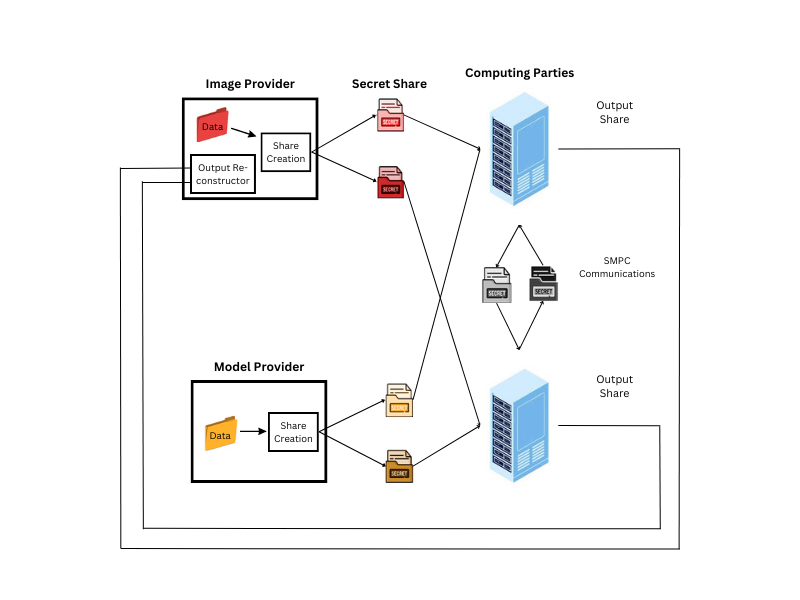 Computing Parties
Image Provider
Secret Share
Output
Share
Data
SECRET
Share
Creation
Output Re-
constructor
SECRET
SMPC
Communications
SECRET
SECRET
Model Provider
Output
Share
SECRET
Data
Share
Creation
SECRET